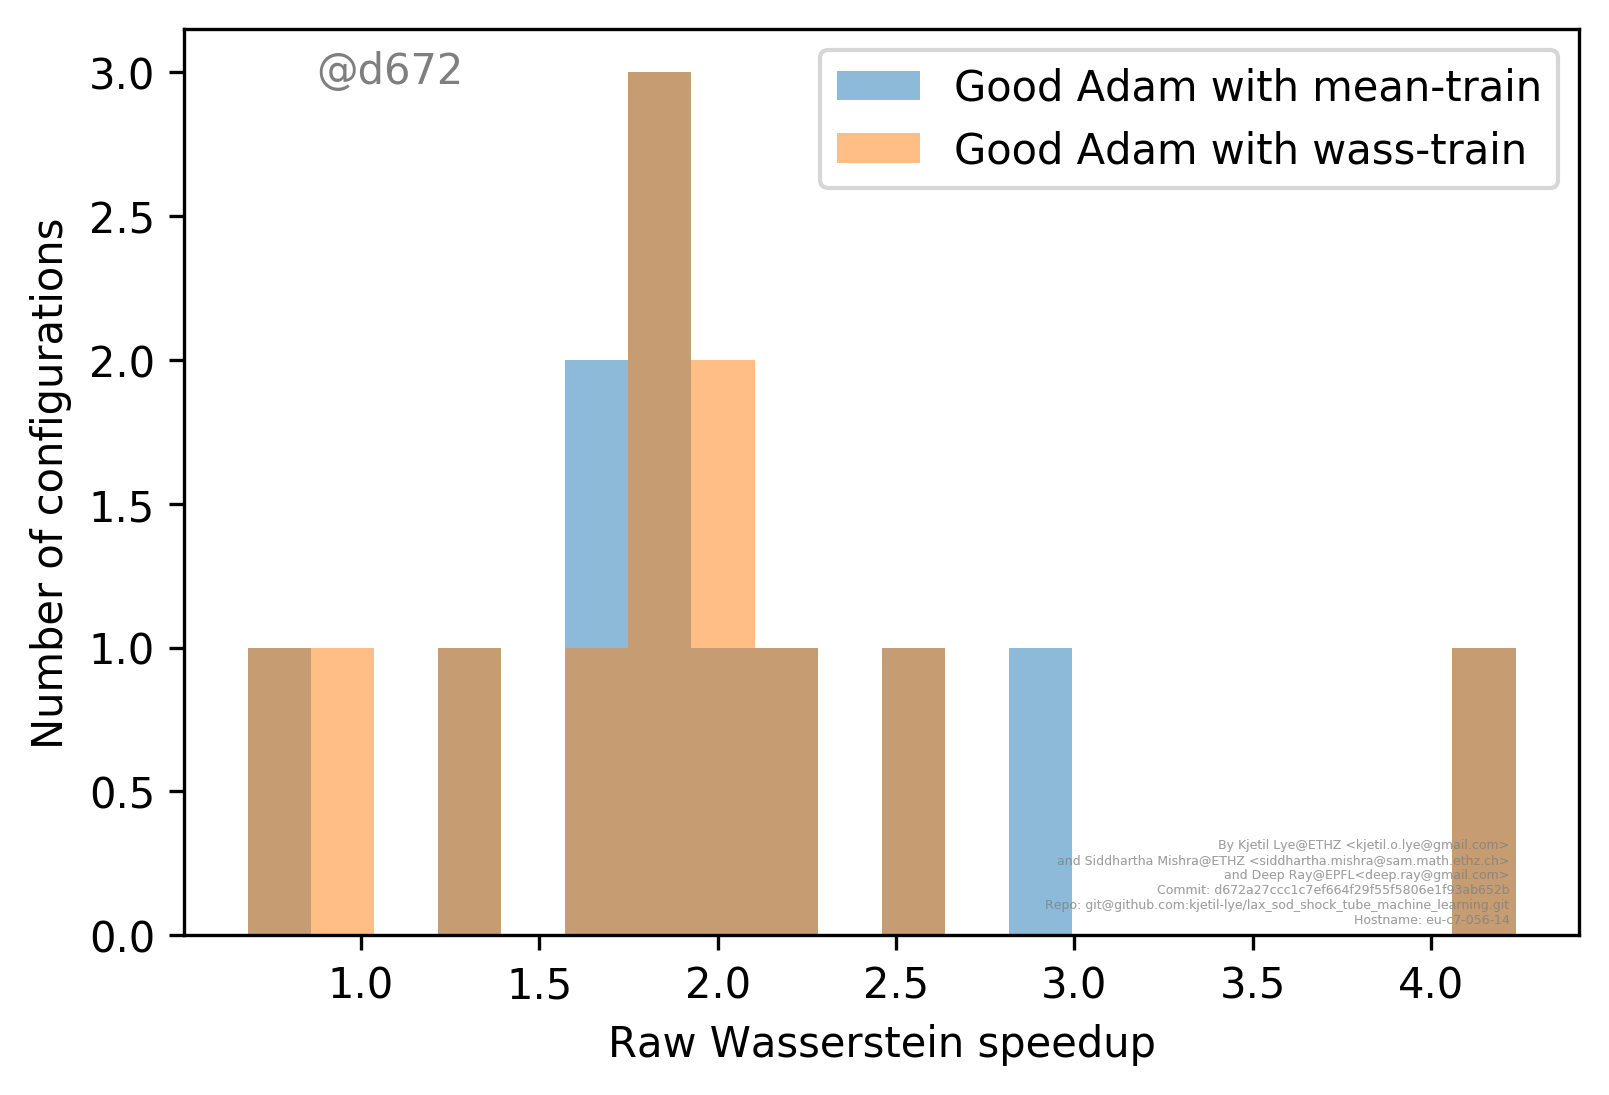 @d672
Good Adam with mean-train
Good Adam with wass-train
3.0
2.5
2.0
1.5
1.0
0.5
0.0
Number of configurations
1.0 1.5 2.0 2.5 3.0 3.5 4.0
Raw Wasserstein speedup
By Kjetil Lye@ETHZ <kjetil.o.lye@gmail.com>
and Siddhartha Mishra@ETHZ <siddhartha.mishra@sam.math.ethz.ch>
and Deep Ray@EPFL<deep.ray@gmail.com>
Commit: d672a27ccc1c7ef664f29f55f5806e1f93ab652b
Repo: git@github.com:kjetil-lye/lax_sod_shock_tube_machine_learning.git
Hostname: eu-c7-056-14